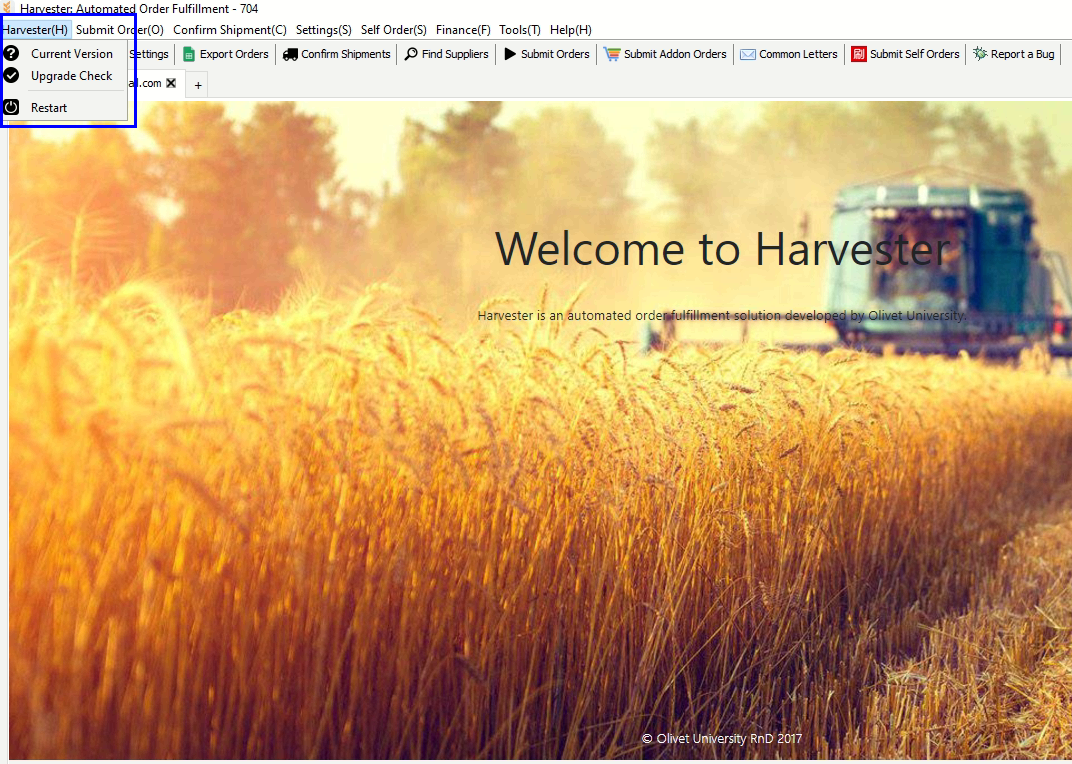 Harvester: Automated Order Fulfillment - 704
Harvester(H) Submit Order(O) Confirm Shipment(C) Settings(S) Self Order(S) Finance(F) Tools(T) Help(H)
Current Version
Upgrade Check
Restart
Settings Export Orders Confirm Shipments Find Suppliers Submit Orders Submit Addon Orders Common Letters 刷 Submit Self Orders Report a Bug
al.com +
Welcome to Harvester
Harvester is an automated order fulfillment solution developed by Olivet University.
© Olivet University RnD 2017